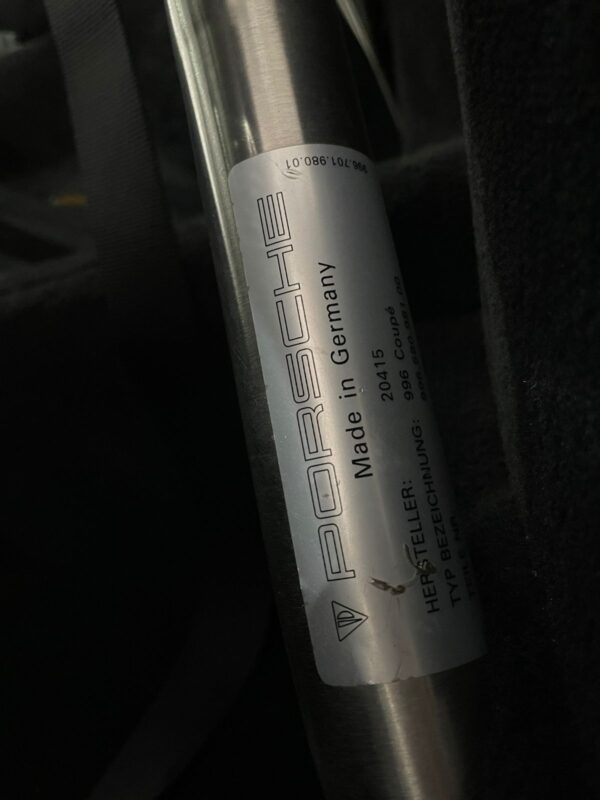 996.701.980.01
PORSCHE
Made in Germany
HERSTELLER: 20415
TYP BEZEICHNUNG: 996 Coupé